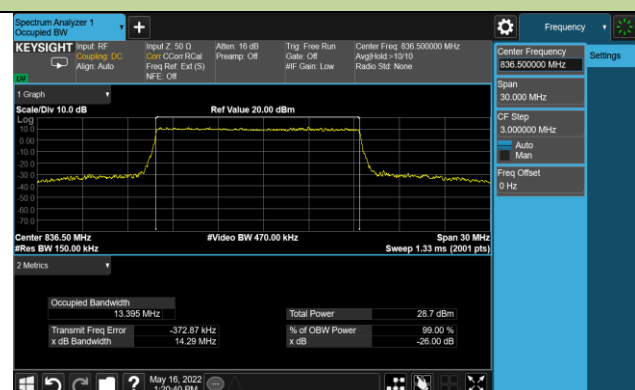 Spectrum Analyzer 1
Occupied BW
Frequency
KEYSIGHT
Input: RF
Coupling: DC
Align: Auto
Input Z: 50 Ω
Corr CCorr RCal
Freq Ref: Ext (S)
NFE: Off
Atten: 16 dB
Preamp: Off
Trig: Free Run
Gate: Off
#IF Gain: Low
Center Freq: 836.500000 MHz
Avg|Hold:>10/10
Radio Std: None
LXI
1 Graph
Scale/Div 10.0 dB
Ref Value 20.00 dBm
Log
10.0
0.00
-10.0
-20.0
-30.0
-40.0
-50.0
-60.0
-70.0
Center 836.50 MHz
#Res BW 150.00 kHz
#Video BW 470.00 kHz
Span 30 MHz
Sweep 1.33 ms (2001 pts)
2 Metrics
Occupied Bandwidth
13.395 MHz
Transmit Freq Error -372.87 kHz
x dB Bandwidth 14.29 MHz
Total Power 28.7 dBm
% of OBW Power 99.00 %
x dB -26.00 dB
Center Frequency
836.500000 MHz
Span
30.000 MHz
CF Step
3.000000 MHz
Auto
Man
Freq Offset
0 Hz
Settings
?
May 16, 2022
1:20:40 PM